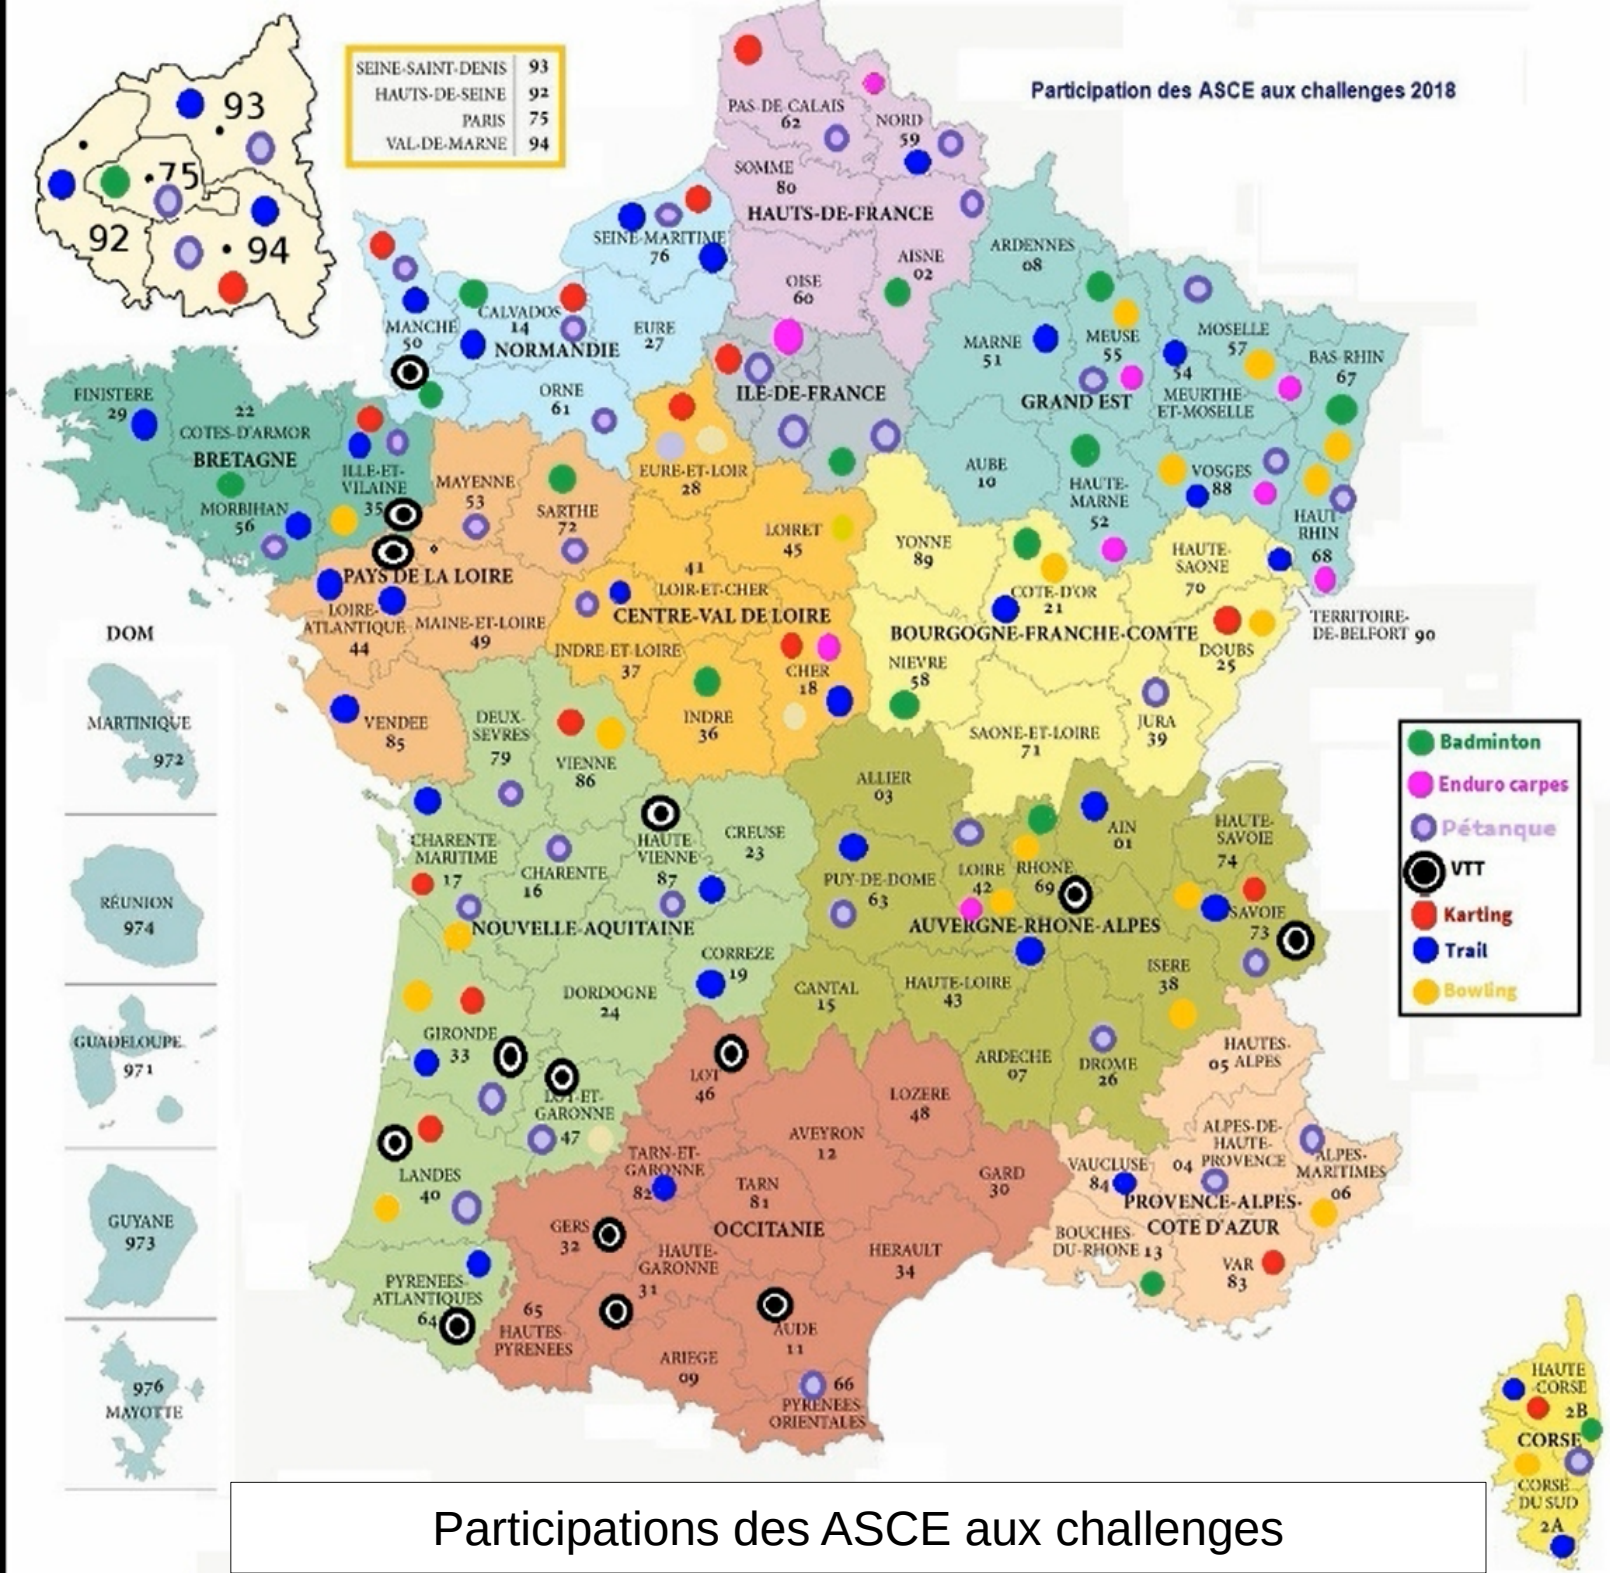 Participation des ASCE aux challenges 2018
SEINE-SAINT-DENIS 93
HAUTS-DE-SEINE 92
PARIS 75
VAL-DE-MARNE 94
93
75
92
94
PAS-DE-CALAIS
62
NORD
59
SOMME
80
HAUTS-DE-FRANCE
AISNE
02
OISE
60
SEINE-MARITIME
76
MANCHE
50
CALVADOS
14
NORMANDIE
EURE
27
ORNE
61
ILE-DE-FRANCE
ARDENNES
08
MARNE
51
MEUSE
55
MOSELLE
57
54
MEURTHE-
ET-MOSELLE
BAS-RHIN
67
GRAND EST
AUBE
10
HAUTE-
MARNE
52
VOSGES
88
HAUT-
RHIN
68
FINISTERE
29
22
COTES-D'ARMOR
BRETAGNE
MORBIHAN
56
ILLE-ET-
VILAINE
35
MAYENNE
53
SARTHE
72
PAYS DE LA LOIRE
LOIRE-
ATLANTIQUE
44
MAINE-ET-LOIRE
49
VENDEE
85
EURE-ET-LOIR
28
LOIRET
45
41
LOIR-ET-CHER
CENTRE-VAL DE LOIRE
INDRE-ET-LOIRE
37
INDRE
36
CHER
18
YONNE
89
COTE-D'OR
21
HAUTE-
SAONE
70
BOURGOGNE-FRANCHE-COMTE
TERRITOIRE-
DE-BELFORT 90
NIEVRE
58
DOUBS
25
SAONE-ET-LOIRE
71
JURA
39
DEUX-
SEVRES
79
VIENNE
86
CHARENTE
MARITIME
17
CHARENTE
16
HAUTE-
VIENNE
87
CREUSE
23
NOUVELLE-AQUITAINE
CORREZE
19
DORDOGNE
24
GIRONDE
33
LOT-ET-
GARONNE
47
LANDES
40
PYRENEES-
ATLANTIQUES
64
ALLIER
03
PUY-DE-DOME
63
LOIRE
42
RHONE
69
AIN
01
HAUTE-
SAVOIE
74
AUVERGNE-RHONE-ALPES
SAVOIE
73
ISERE
38
CANTAL
15
HAUTE-LOIRE
43
ARDECHE
07
DROME
26
LOT
46
LOZERE
48
AVEYRON
12
TARN-ET-
GARONNE
82
TARN
81
GARD
30
GERS
32
OCCITANIE
HAUTE-
GARONNE
31
HERAULT
34
65
HAUTES-
PYRENEES
AUDE
11
ARIEGE
09
66
PYRENEES-
ORIENTALES
HAUTES-
05 ALPES
ALPES-DE-
HAUTE-
04 PROVENCE
ALPES-
MARITIMES
06
VAUCLUSE
84
PROVENCE-ALPES-
COTE D'AZUR
BOUCHES-
DU-RHONE 13
VAR
83
DOM
MARTINIQUE
972
RÉUNION
974
GUADELOUPE
971
GUYANE
973
976
MAYOTTE
Badminton
Enduro carpes
Pétanque
VTT
Karting
Trail
Bowling
HAUTE
CORSE
2B
CORSE
CORSE
DU SUD
2A
Participations des ASCE aux challenges